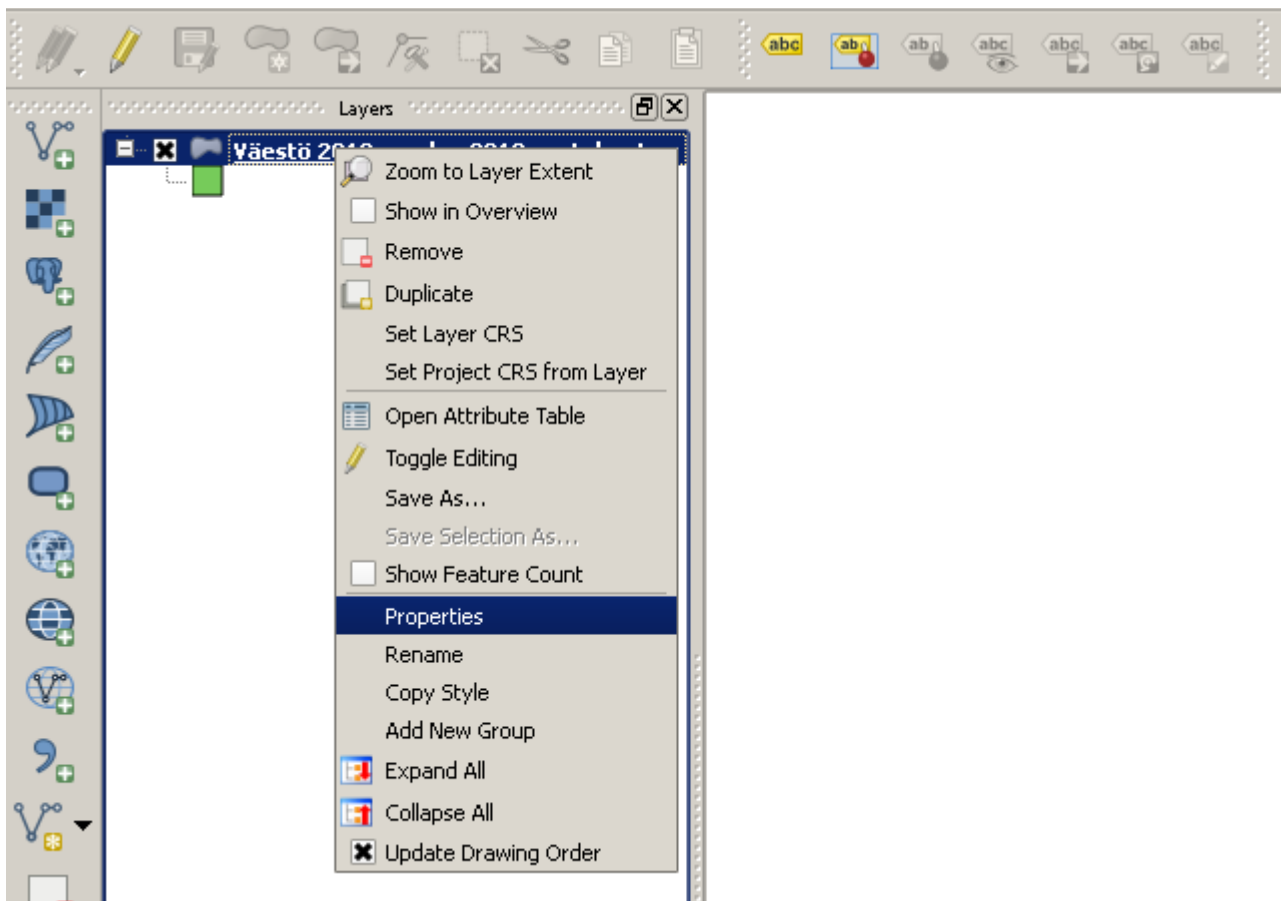 abc ab ab abc abc abc abc
Layers
Väestö
Zoom to Layer Extent
Show in Overview
Remove
Duplicate
Set Layer CRS
Set Project CRS from Layer
Open Attribute Table
Toggle Editing
Save As...
Save Selection As...
Show Feature Count
Properties
Rename
Copy Style
Add New Group
Expand All
Collapse All
Update Drawing Order